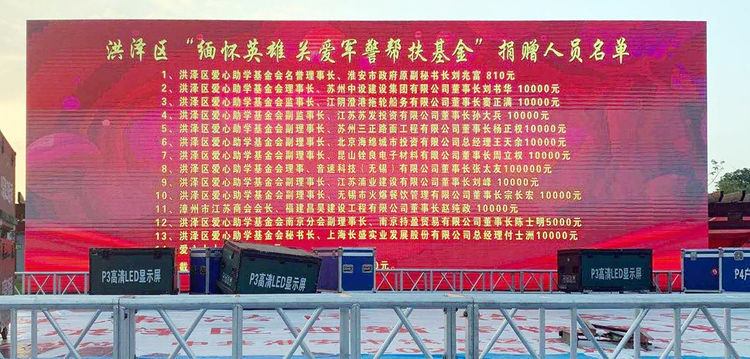 洪泽区“缅怀英雄 关爱军警帮扶基金”捐赠人员名单
1、洪泽区爱心助学基金会名誉理事长、淮安市政府原副秘书长刘兆富 810元
2、洪泽区爱心助学基金会理事长、苏州中设建设集团有限公司董事长刘书华 10000元
3、洪泽区爱心助学基金会监事长、江阴澄港拖轮船务有限公司董事长窦正满 10000元
4、洪泽区爱心助学基金会副监事长、江苏苏发投资有限公司董事长孙大兵 10000元
5、洪泽区爱心助学基金会副理事长、苏州三正路面工程有限公司董事长杨正权10000元
6、洪泽区爱心助学基金会副理事长、北京海绵城市投资有限公司总经理王天余10000元
7、洪泽区爱心助学基金会副理事长、昆山铨良电子材料有限公司董事长周立权 10000元
8、洪泽区爱心助学基金会理事、音速科技(无锡)有限公司董事长张太友100000元
9、洪泽区爱心助学基金会副理事长、江苏浦业建设有限公司董事长刘峰 10000元
10、洪泽区爱心助学基金会副理事长、无锡市火爆餐饮管理有限公司董事长宗长宏 10000元
11、漳州市江苏商会会长、福建昌昊建设工程有限公司董事长赵纯政 10000元
12、洪泽区爱心助学基金会南京分会副理事长、南京持盈贸易有限公司董事长陈士明5000元
13、洪泽区爱心助学基金会秘书长、上海长盛实业发展股份有限公司总经理付士洲10000元
14、爱心
截
元。
P3高清LED显示屏
P3高清LED显示屏
P3高清LED显示屏
P4户